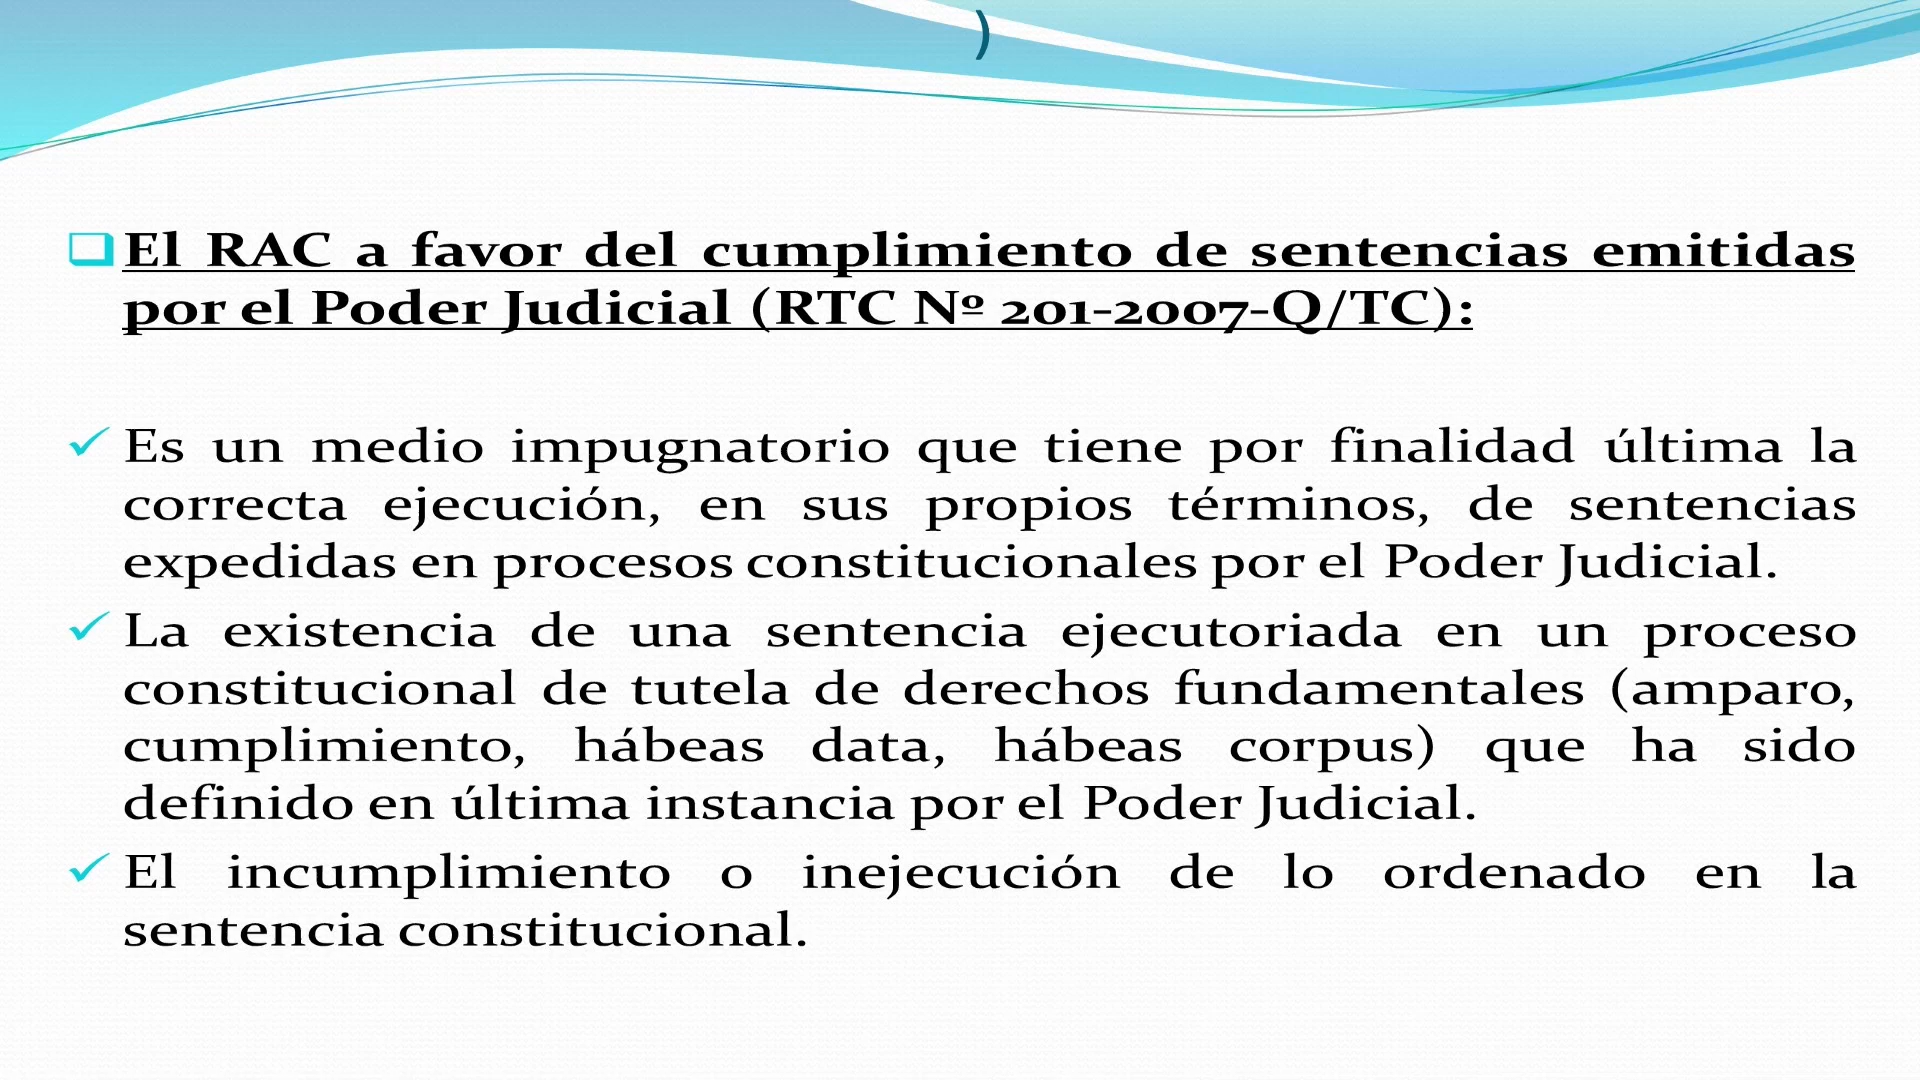 )
El RAC a favor del cumplimiento de sentencias emitidas
por el Poder Judicial (RTC Nº 201-2007-Q/TC):
Es un medio impugnatorio que tiene por finalidad última la
correcta ejecución, en sus propios términos, de sentencias
expedidas en procesos constitucionales por el Poder Judicial.
La existencia de una sentencia ejecutoriada en un proceso
constitucional de tutela de derechos fundamentales (amparo,
cumplimiento, hábeas data, hábeas corpus) que ha sido
definido en última instancia por el Poder Judicial.
El incumplimiento o inejecución de lo ordenado en la
sentencia constitucional.